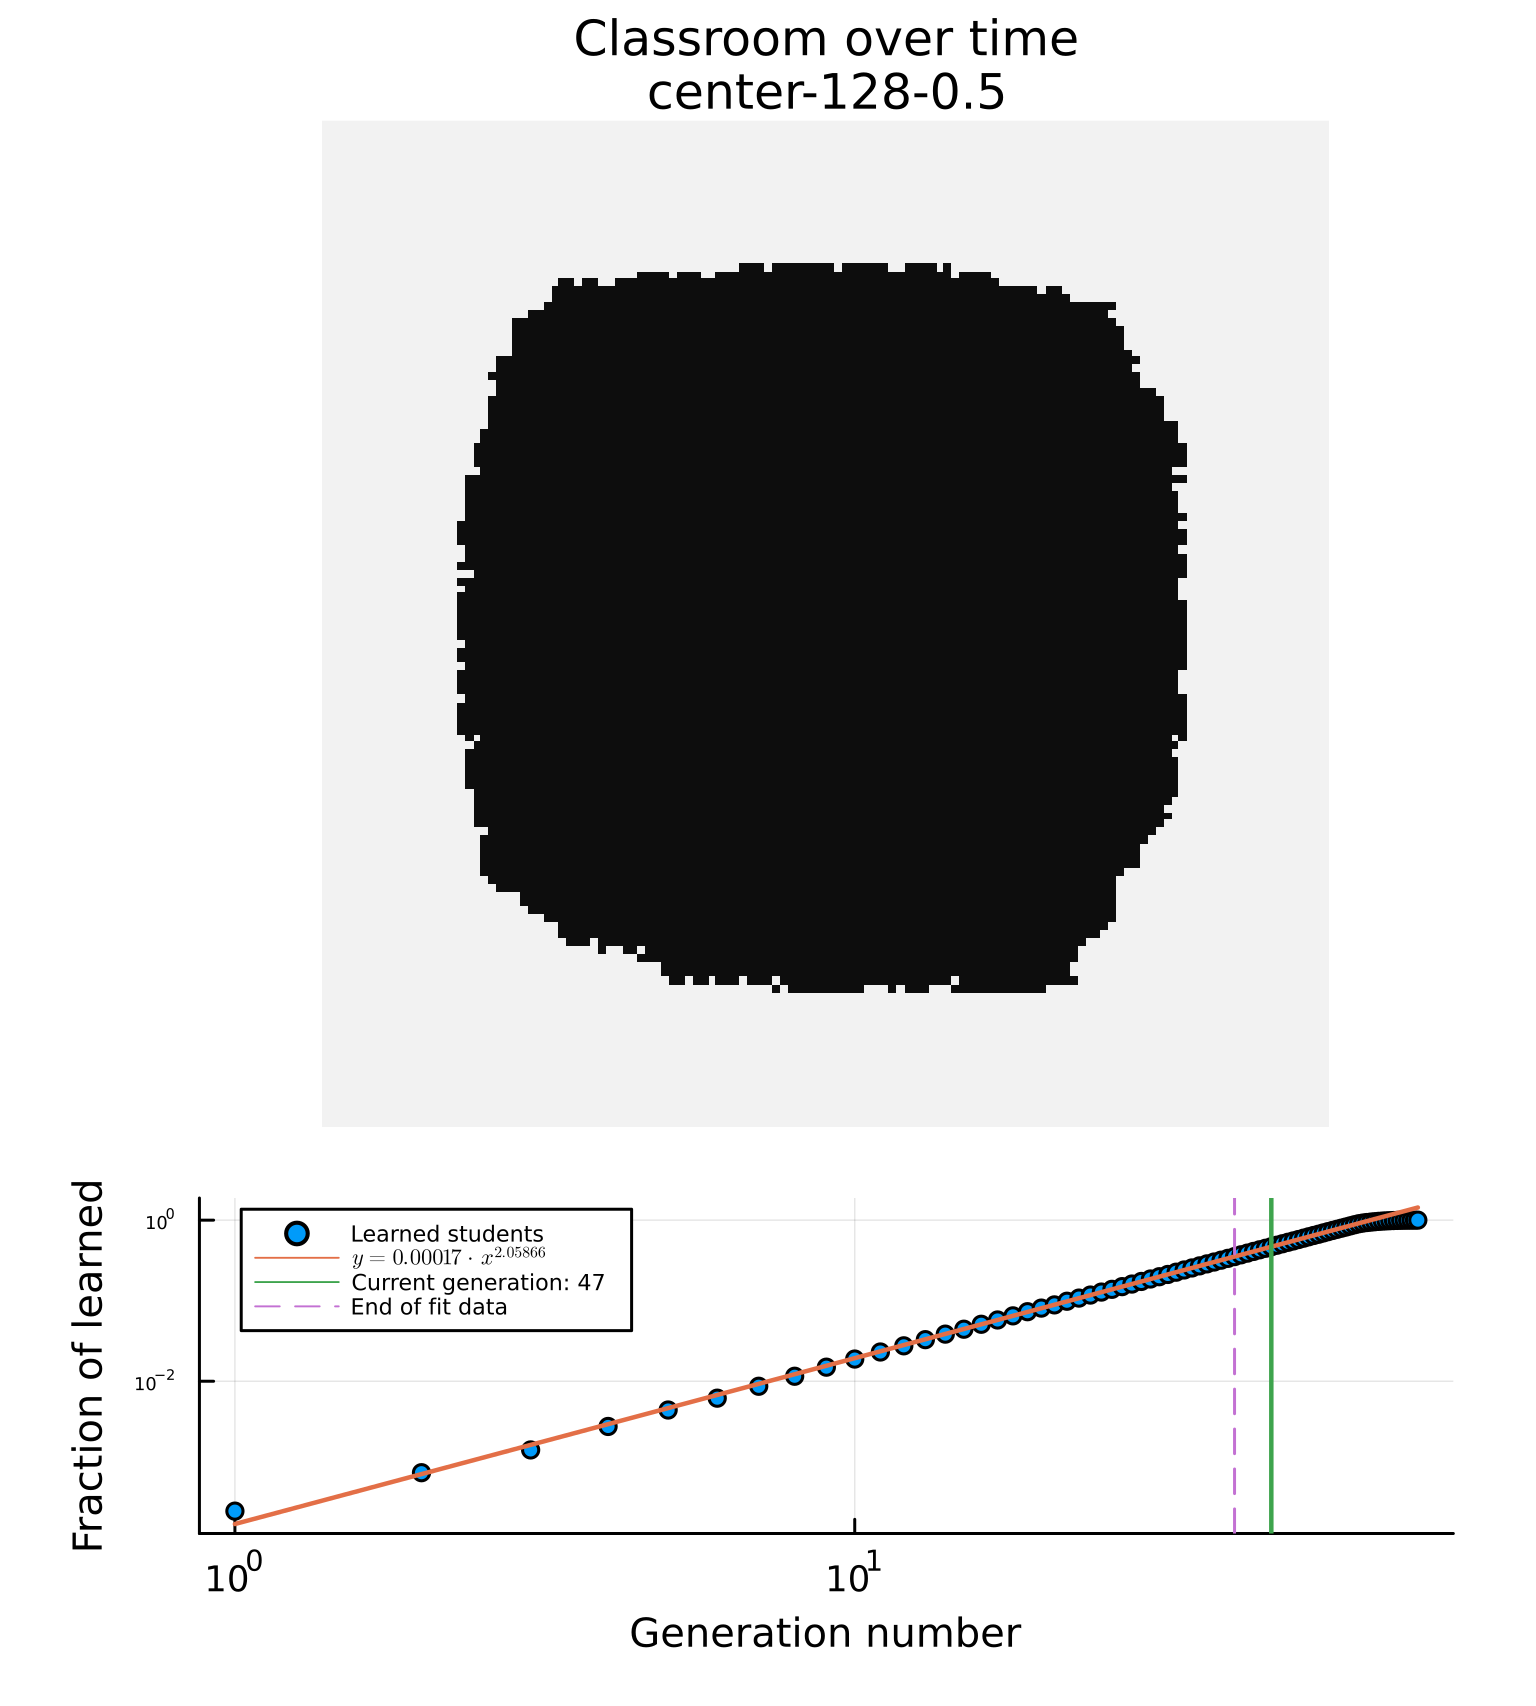 Classroom over time
center-128-0.5
Fraction of learned
10^0
10^−2
Learned students
y = 0.00017 · x^2.05866
Current generation: 47
End of fit data
10^0
10^1
Generation number